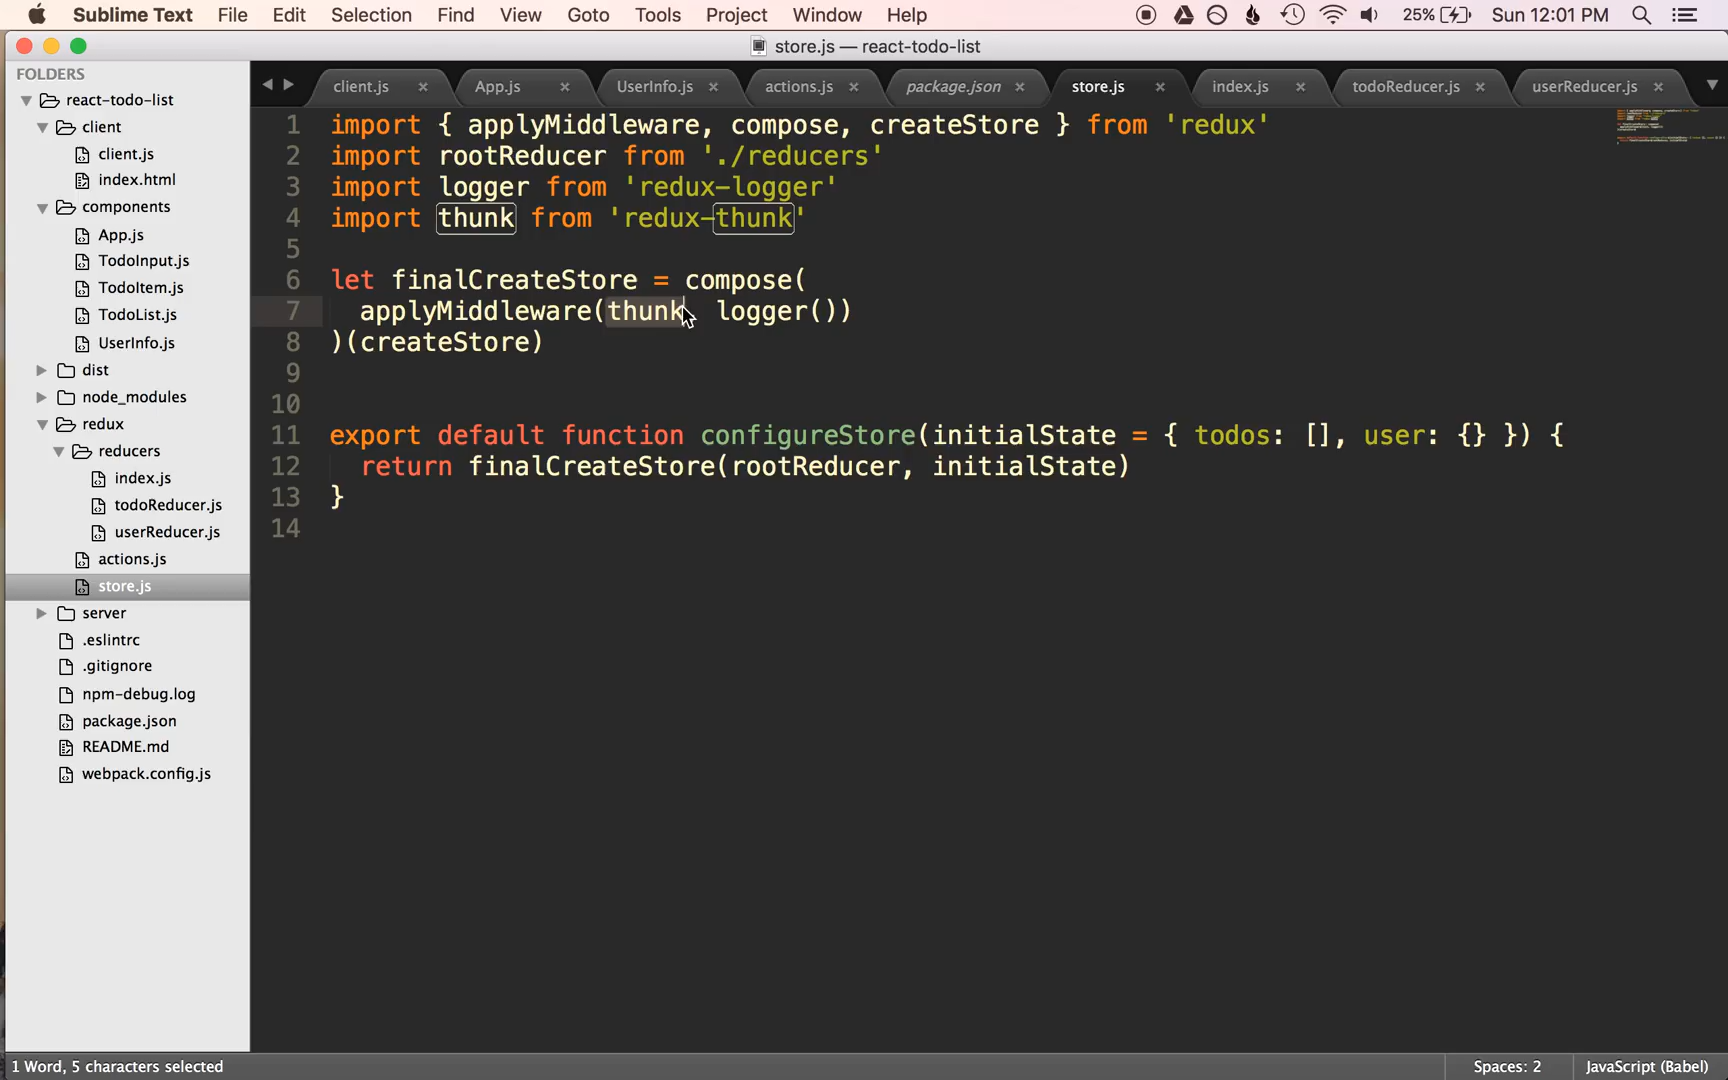 Sublime Text File Edit Selection Find View Goto Tools Project Window Help 25% Sun 12:01 PM
store.js — react-todo-list
FOLDERS
react-todo-list
client
client.js
index.html
components
App.js
TodoInput.js
TodoItem.js
TodoList.js
UserInfo.js
dist
node_modules
redux
reducers
index.js
todoReducer.js
userReducer.js
actions.js
store.js
server
.eslintrc
.gitignore
npm-debug.log
package.json
README.md
webpack.config.js
client.js × App.js × UserInfo.js × actions.js × package.json × store.js × index.js × todoReducer.js × userReducer.js ×
1 import { applyMiddleware, compose, createStore } from 'redux'
2 import rootReducer from './reducers'
3 import logger from 'redux-logger'
4 import thunk from 'redux-thunk'
5
6 let finalCreateStore = compose(
7 applyMiddleware(thunk logger())
8 )(createStore)
9
10
11 export default function configureStore(initialState = { todos: [], user: {} }) {
12 return finalCreateStore(rootReducer, initialState)
13 }
14
1 Word, 5 characters selected Spaces: 2 JavaScript (Babel)